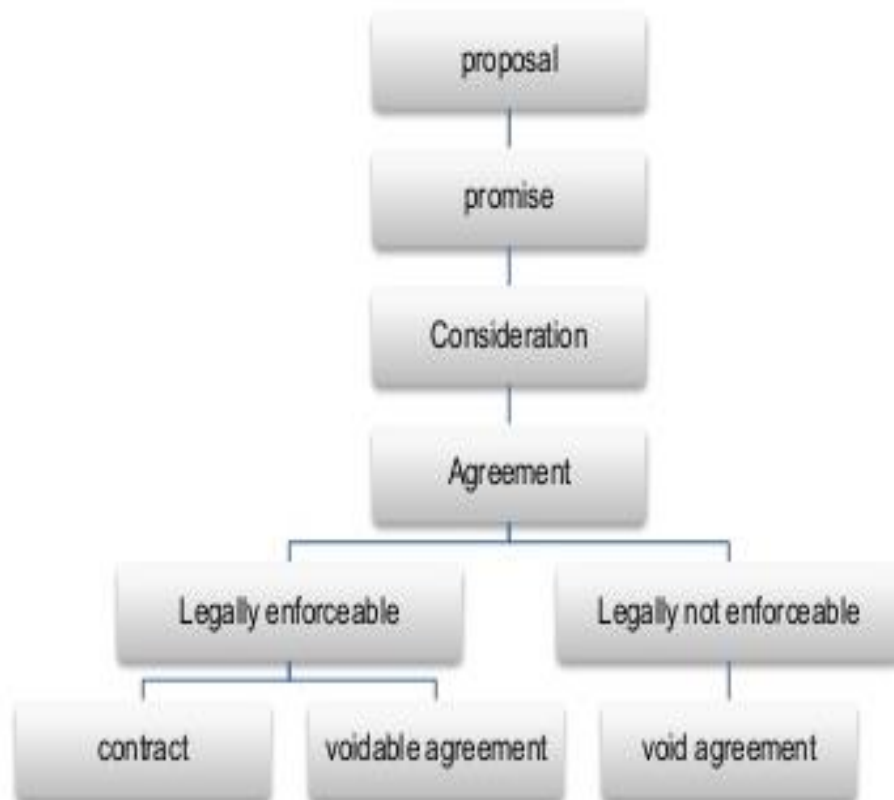 proposal
promise
Consideration
Agreement
Legally enforceable
Legally not enforceable
contract
voidable agreement
void agreement